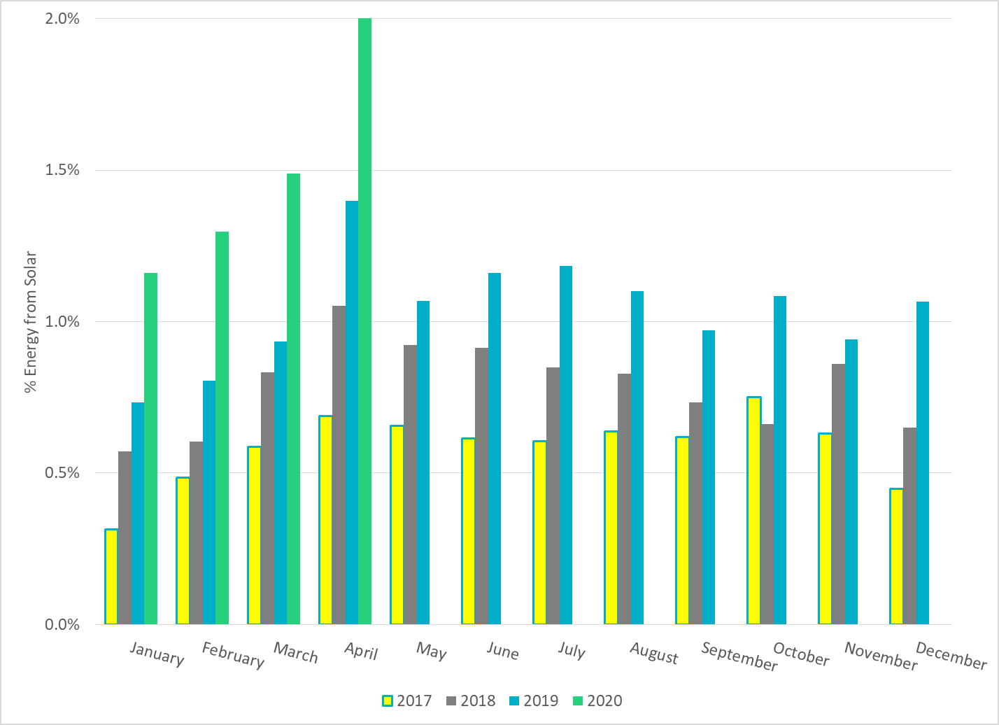 2.0%
1.5%
1.0%
0.5%
0.0%
% Energy from Solar
January
February
March
April
May
June
July
August
September
October
November
December
2017 2018 2019 2020